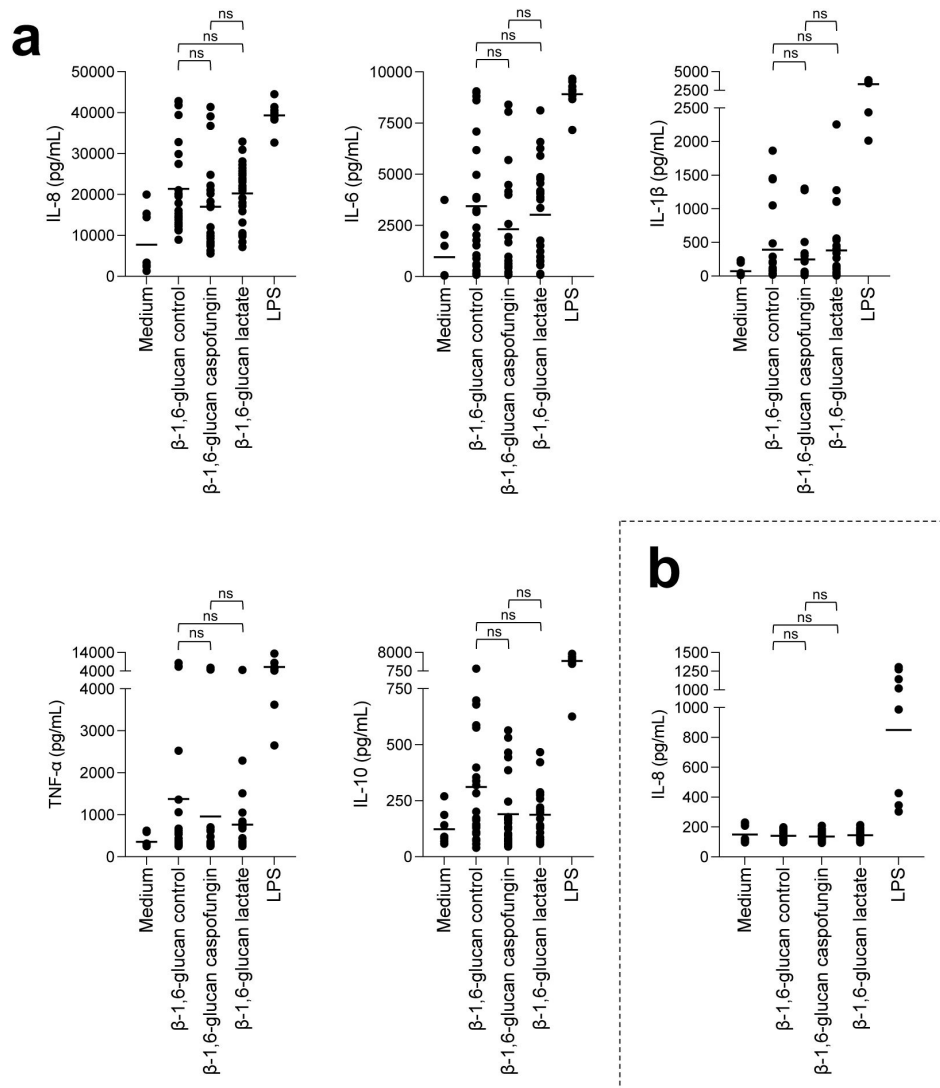 a
ns
ns
ns
IL-8 (pg/mL)
50000
40000
30000
20000
10000
0
Medium
β-1,6-glucan control
β-1,6-glucan caspofungin
β-1,6-glucan lactate
LPS
ns
ns
ns
IL-6 (pg/mL)
10000
7500
5000
2500
0
Medium
β-1,6-glucan control
β-1,6-glucan caspofungin
β-1,6-glucan lactate
LPS
ns
ns
ns
IL-1β (pg/mL)
5000
2500
2500
2000
1500
1000
500
0
Medium
β-1,6-glucan control
β-1,6-glucan caspofungin
β-1,6-glucan lactate
LPS
ns
ns
ns
TNF-α (pg/mL)
14000
4000
4000
3000
2000
1000
0
Medium
β-1,6-glucan control
β-1,6-glucan caspofungin
β-1,6-glucan lactate
LPS
ns
ns
ns
IL-10 (pg/mL)
8000
750
750
500
250
0
Medium
β-1,6-glucan control
β-1,6-glucan caspofungin
β-1,6-glucan lactate
LPS
b
ns
ns
ns
IL-8 (pg/mL)
1500
1250
1000
1000
800
600
400
200
0
Medium
β-1,6-glucan control
β-1,6-glucan caspofungin
β-1,6-glucan lactate
LPS